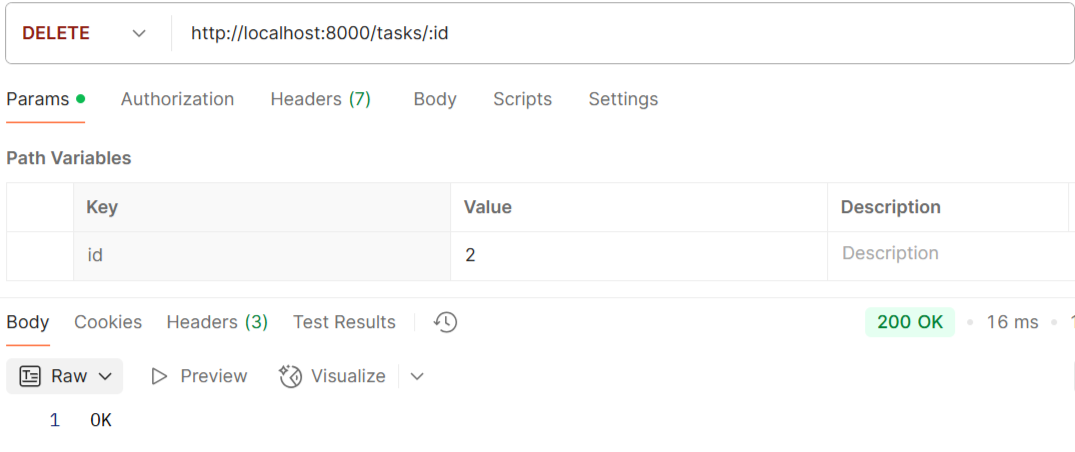 DELETE http://localhost:8000/tasks/:id
Params Authorization Headers (7) Body Scripts Settings
Path Variables
Key Value Description
id 2 Description
Body Cookies Headers (3) Test Results 200 OK • 16 ms •
Raw Preview Visualize
1 OK